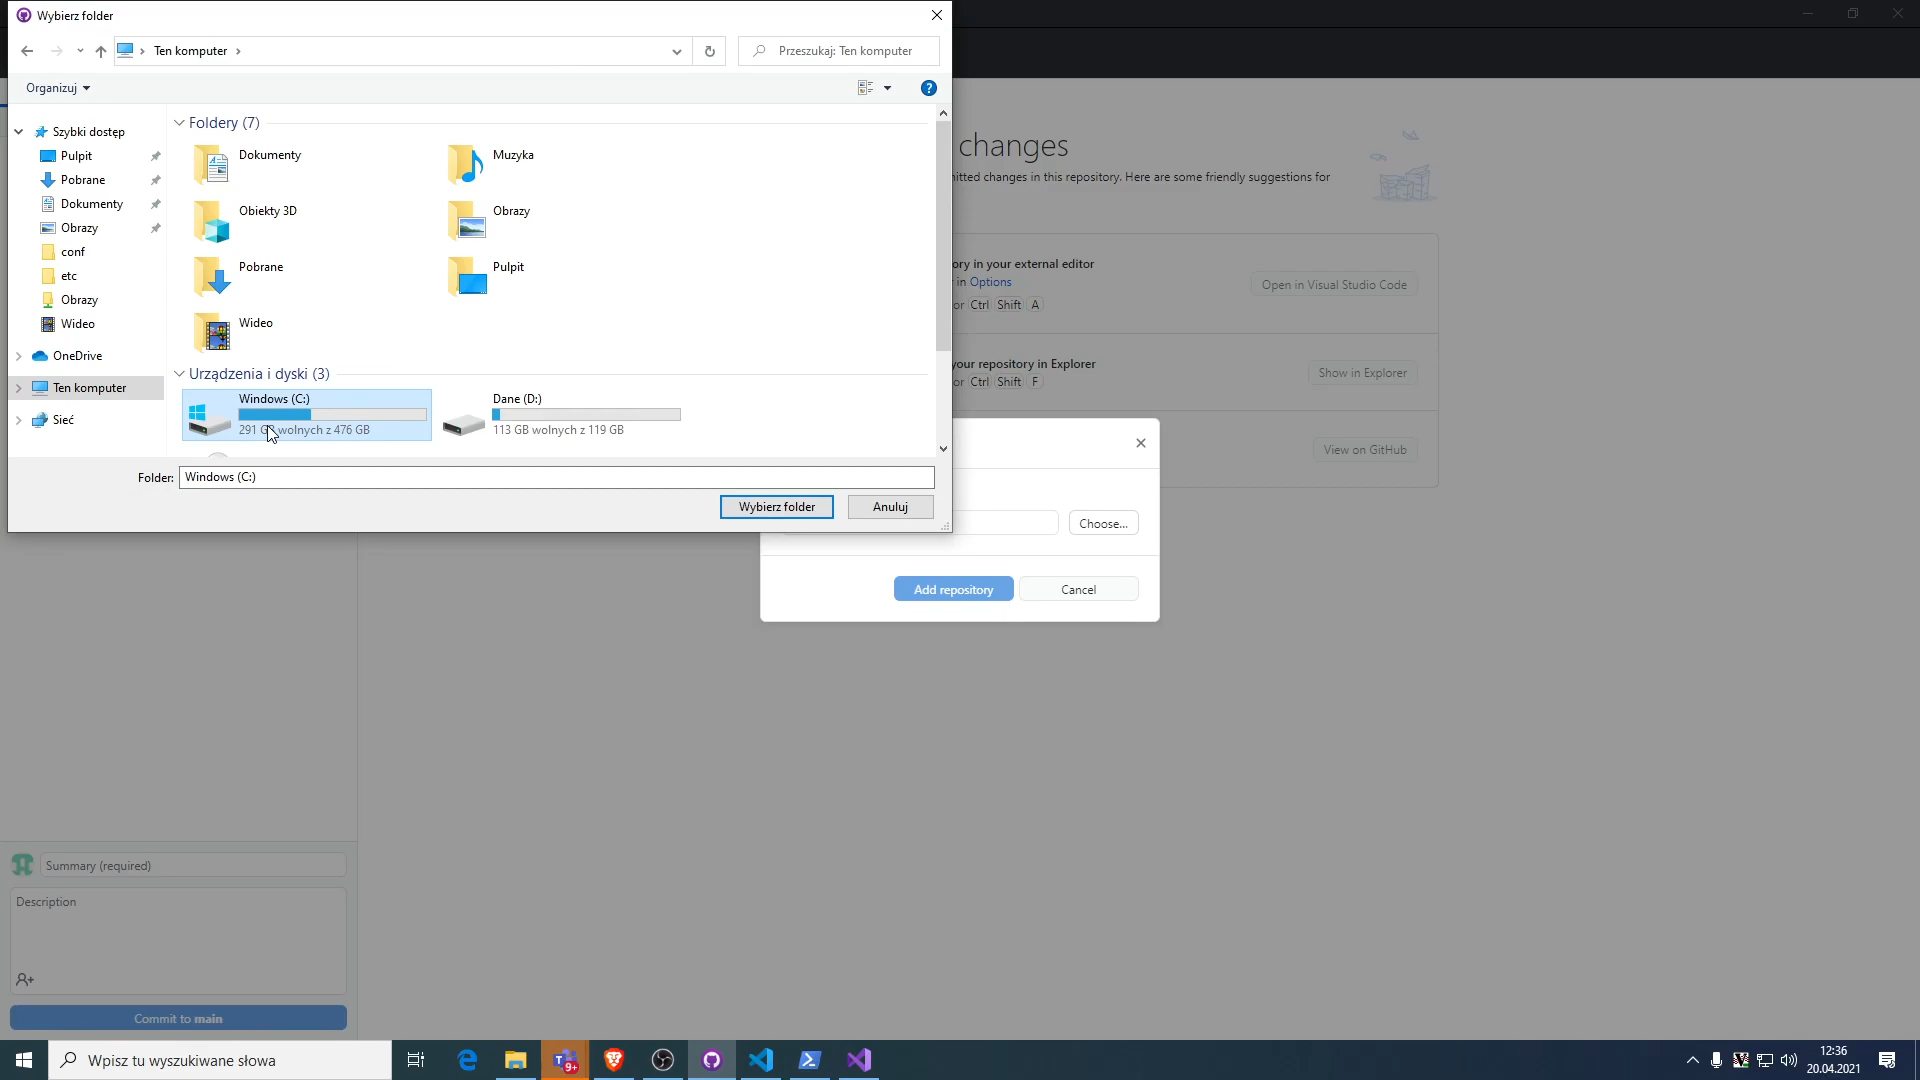 Wybierz folder
Ten komputer
Przeszukaj: Ten komputer
Organizuj
Szybki dostęp
Pulpit
Pobrane
Dokumenty
Obrazy
conf
etc
Obrazy
Wideo
OneDrive
Ten komputer
Sieć
Foldery (7)
Dokumenty
Muzyka
Obiekty 3D
Obrazy
Pobrane
Pulpit
Wideo
Urządzenia i dyski (3)
Windows (C:)
291 GB wolnych z 476 GB
Dane (D:)
113 GB wolnych z 119 GB
Folder: Windows (C:)
Wybierz folder
Anuluj
changes
itted changes in this repository. Here are some friendly suggestions for
ory in your external editor
in Options
or Ctrl Shift A
Open in Visual Studio Code
your repository in Explorer
or Ctrl Shift F
Show in Explorer
View on GitHub
Choose...
Add repository
Cancel
Summary (required)
Description
Commit to main
Wpisz tu wyszukiwane słowa
9+
12:36
20.04.2021